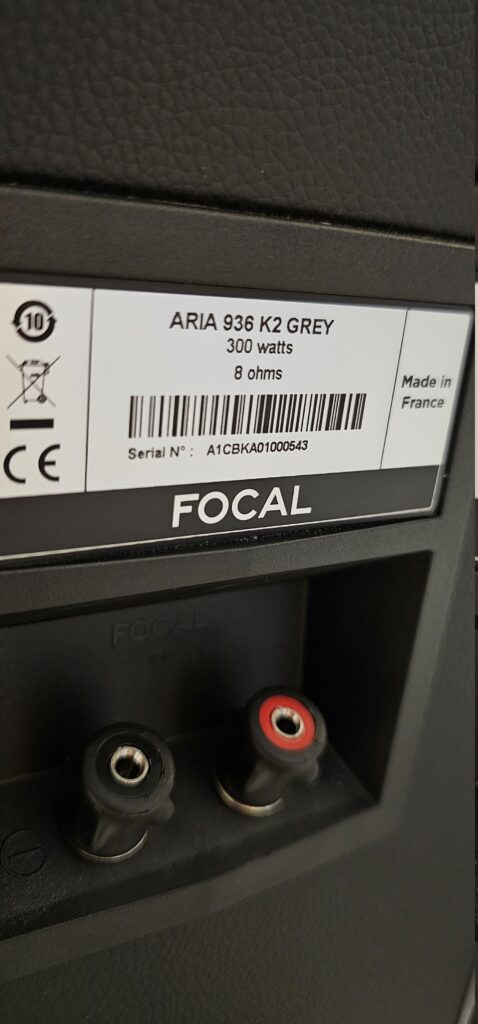 10
ARIA 936 K2 GREY
300 watts
8 ohms
Serial N° : A1CBKA01000543
Made in
France
CE
FOCAL
FOCAL